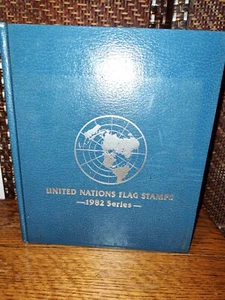 UNITED NATIONS FLAG STAMPS
—1982 Series—